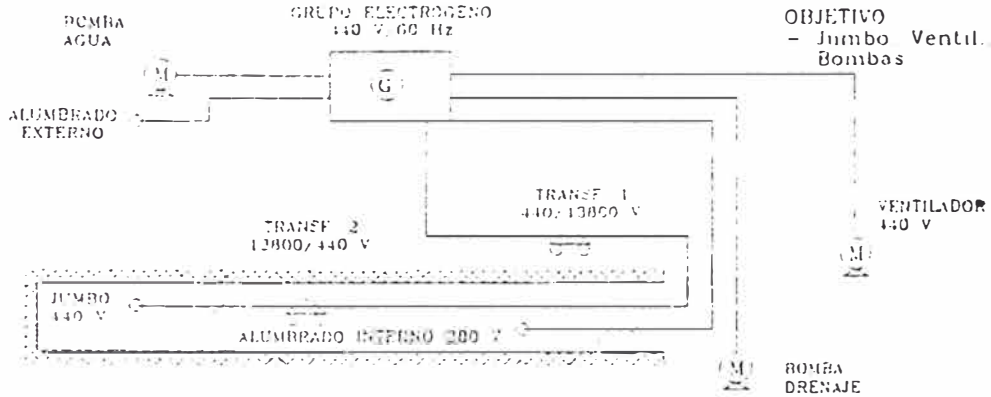 BOMBA
AGUA
GRUPO ELECTROGENO
440 V/60 Hz
OBJETIVO
- Jumbo Ventil.
Bombas
M
G
ALUMBRADO
EXTERNO
TRANSF 1
440/13800 V
TRANSF 2
13800/440 V
VENTILADOR
440 V
M
JUMBO
440 V
ALUMBRADO INTERNO 200 V
M
BOMBA
DRENAJE